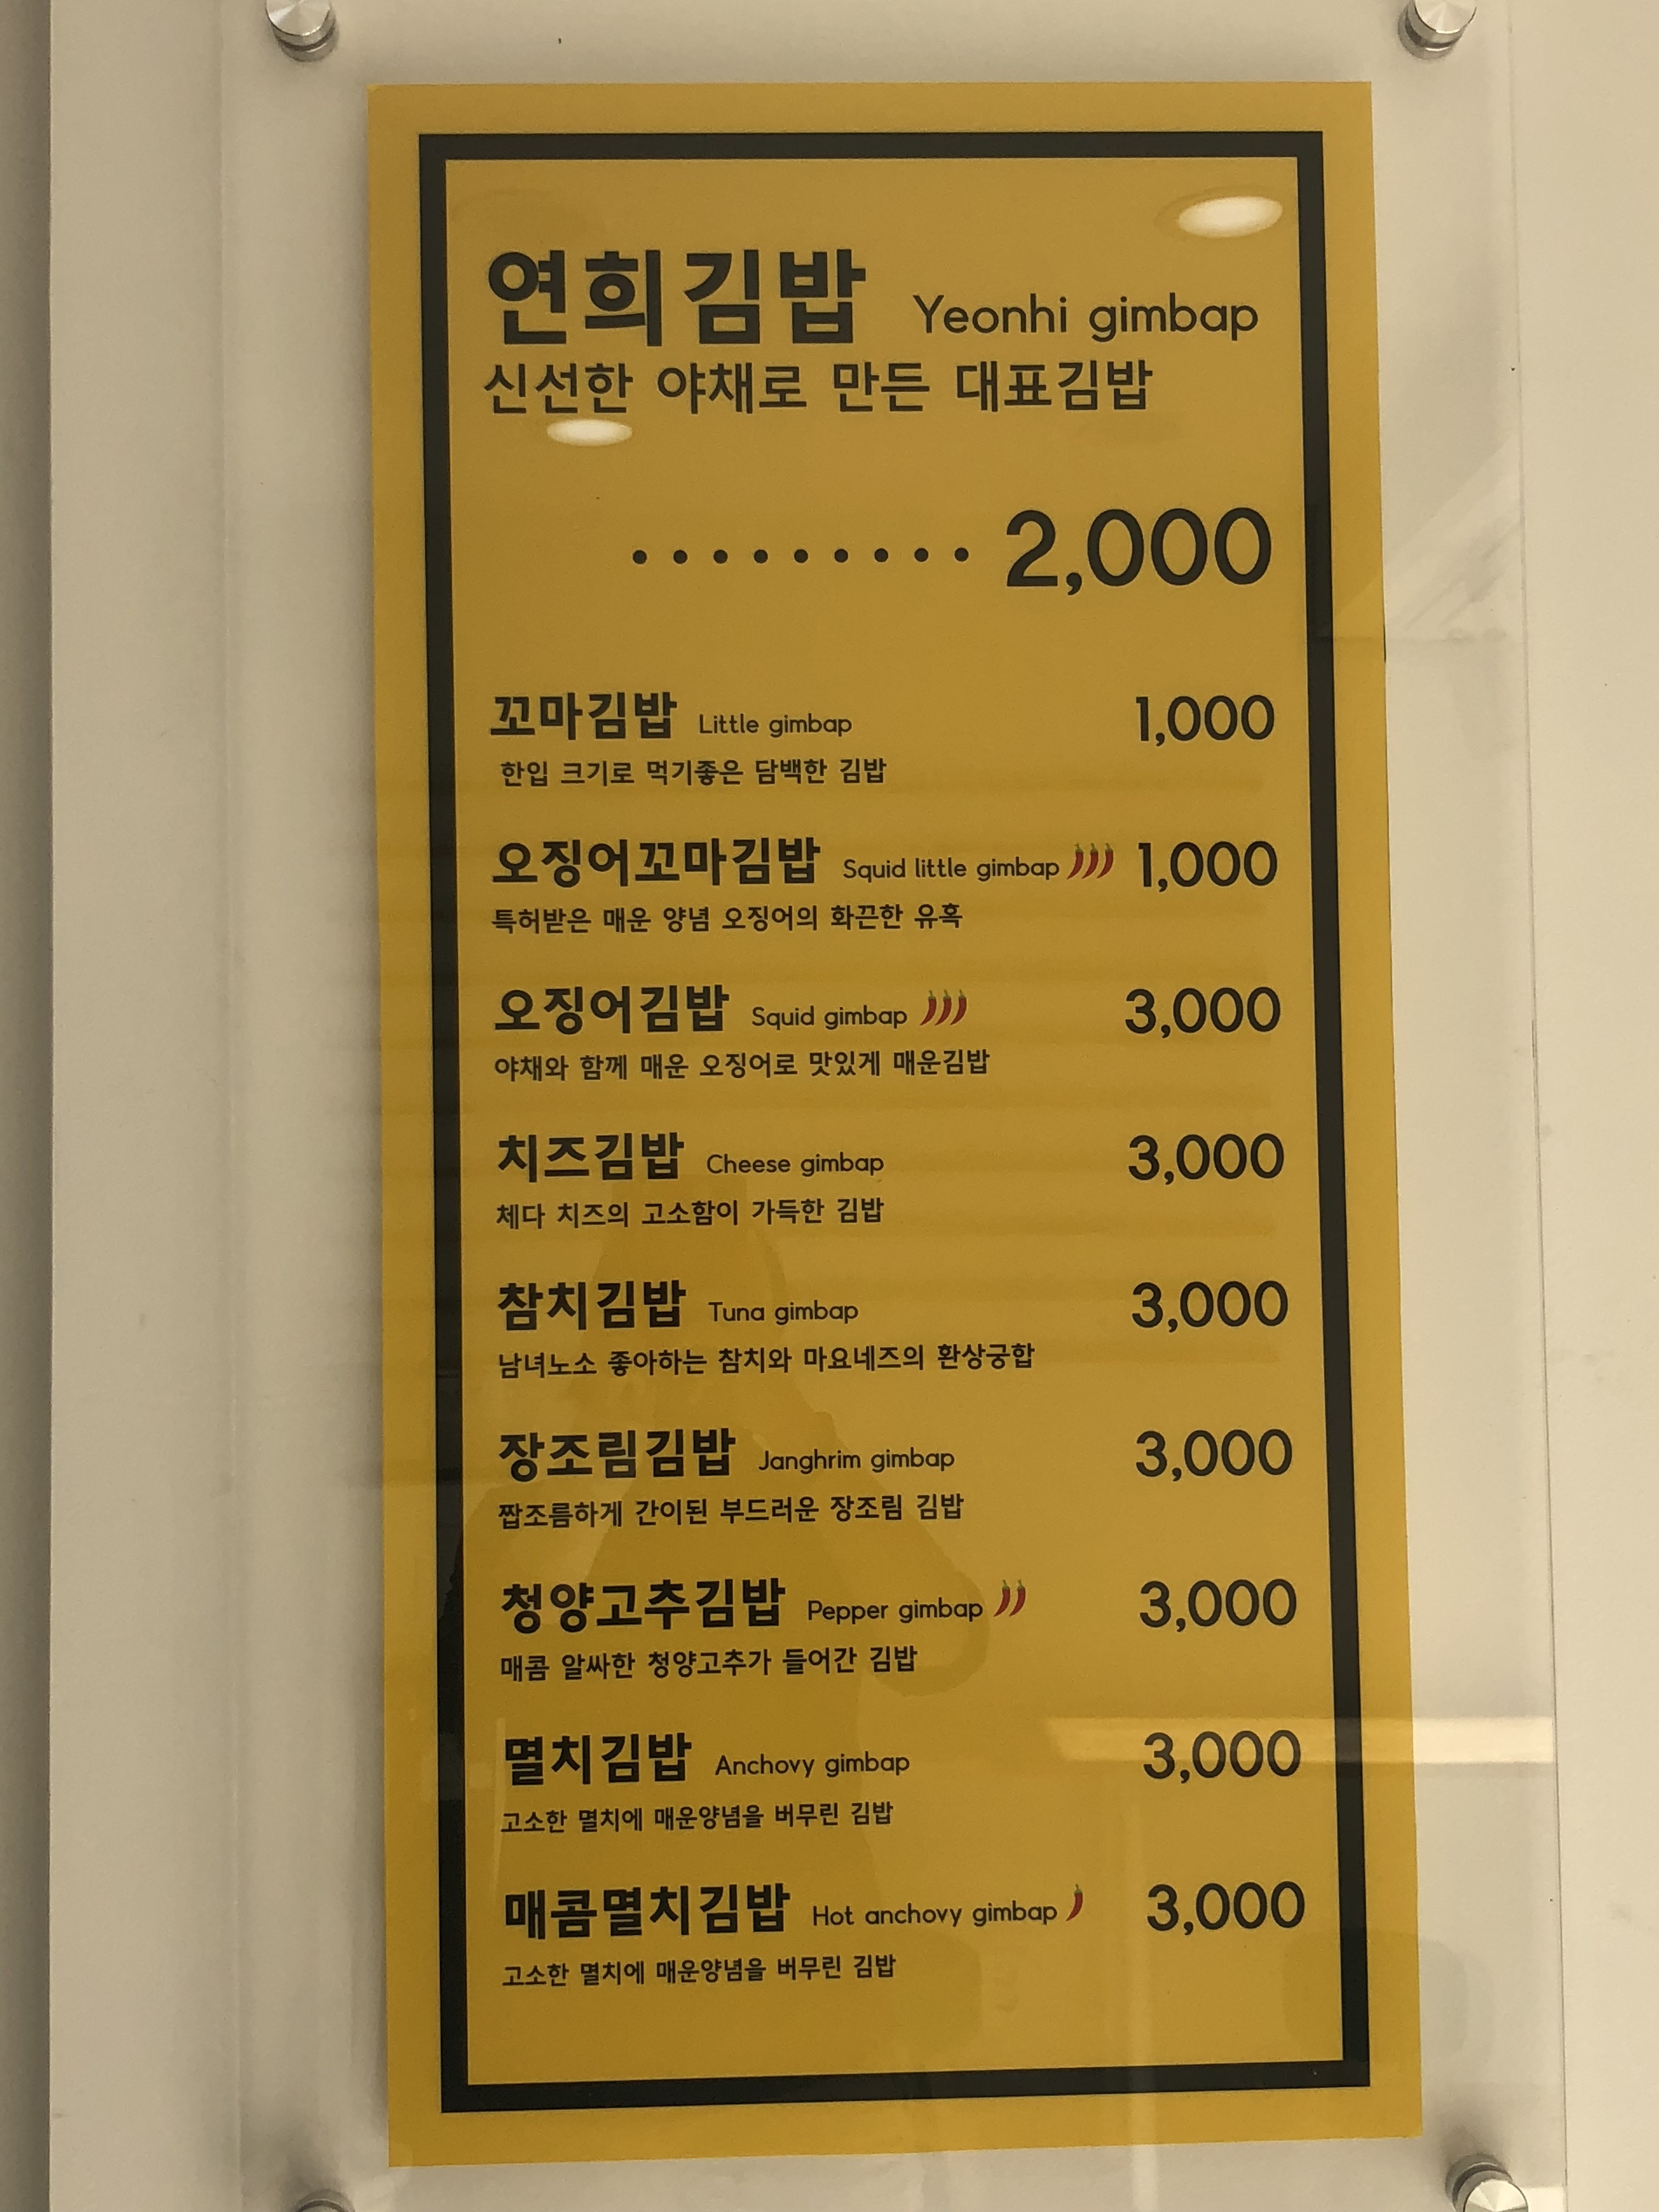 연희김밥 Yeonhi gimbap
신선한 야채로 만든 대표김밥
········· 2,000
꼬마김밥 Little gimbap 1,000
한입 크기로 먹기좋은 담백한 김밥
오징어꼬마김밥 Squid little gimbap 1,000
특허받은 매운 양념 오징어의 화끈한 유혹
오징어김밥 Squid gimbap 3,000
야채와 함께 매운 오징어로 맛있게 매운김밥
치즈김밥 Cheese gimbap 3,000
체다 치즈의 고소함이 가득한 김밥
참치김밥 Tuna gimbap 3,000
남녀노소 좋아하는 참치와 마요네즈의 환상궁합
장조림김밥 Janghrim gimbap 3,000
짭조름하게 간이된 부드러운 장조림 김밥
청양고추김밥 Pepper gimbap 3,000
매콤 알싸한 청양고추가 들어간 김밥
멸치김밥 Anchovy gimbap 3,000
고소한 멸치에 매운양념을 버무린 김밥
매콤멸치김밥 Hot anchovy gimbap 3,000
고소한 멸치에 매운양념을 버무린 김밥